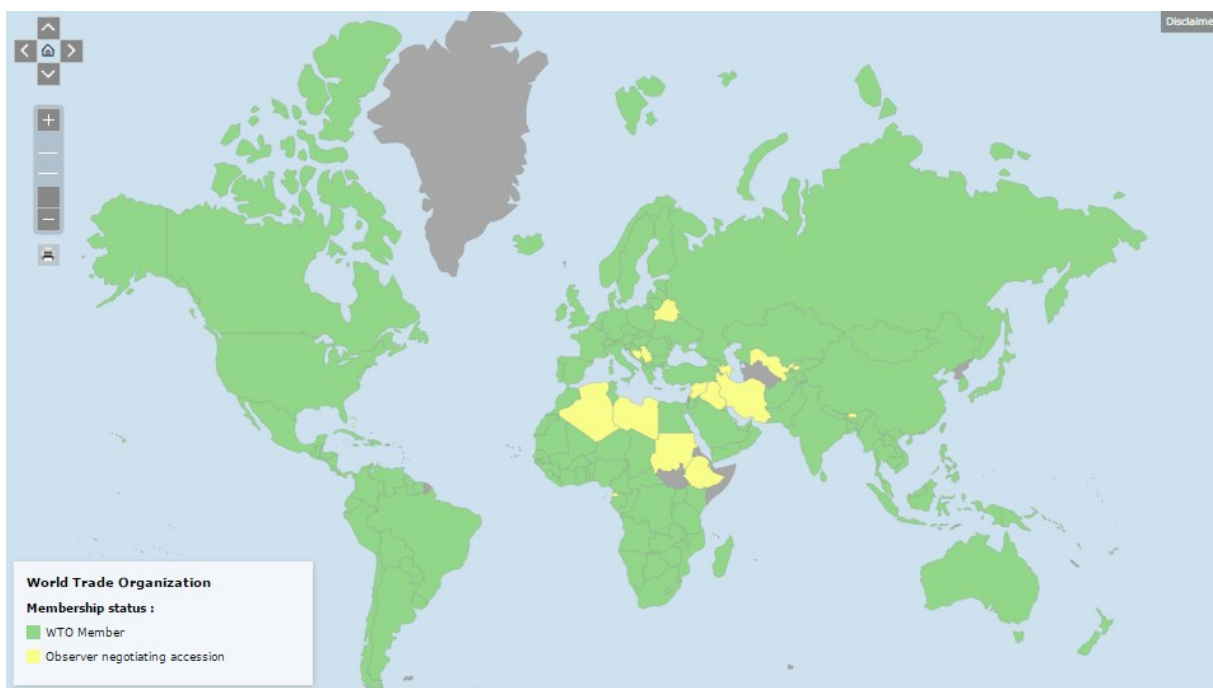 Disclaime
World Trade Organization
Membership status :
WTO Member
Observer negotiating accession